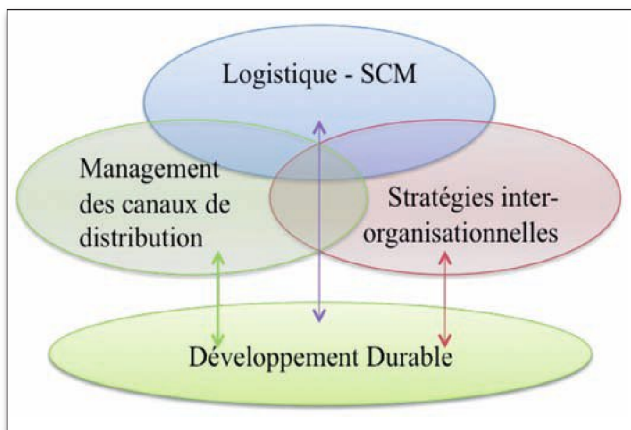 Logistique - SCM
Management
des canaux de
distribution
Stratégies inter-
organisationnelles
Développement Durable